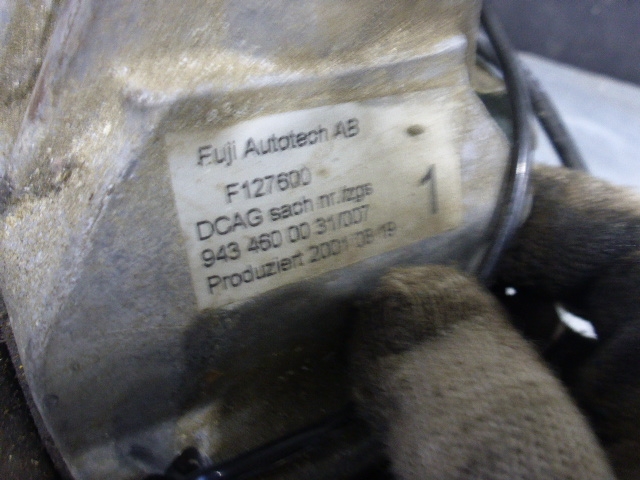 Fuji Autotech AB
F127600
DCAG sach nr./zgs
943 460 00 31/007
Produziert 2001 08 19
1